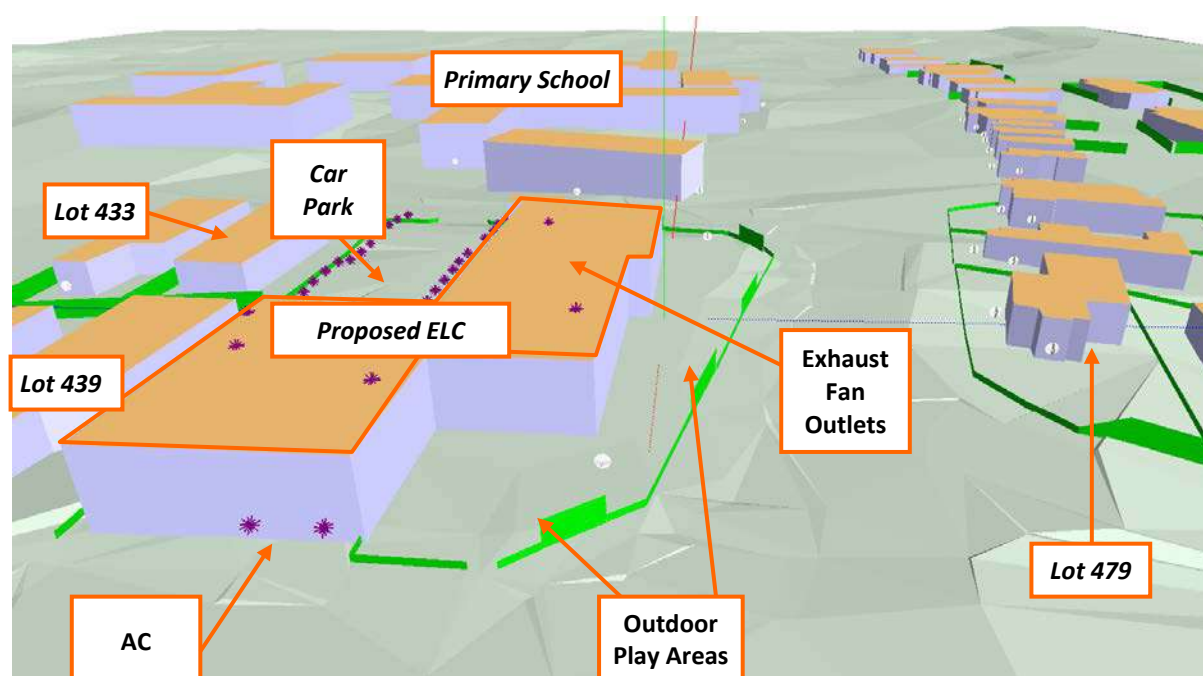 Primary School
Car
Park
Lot 433
Proposed ELC
Lot 439
Exhaust
Fan
Outlets
Lot 479
AC
Outdoor
Play Areas